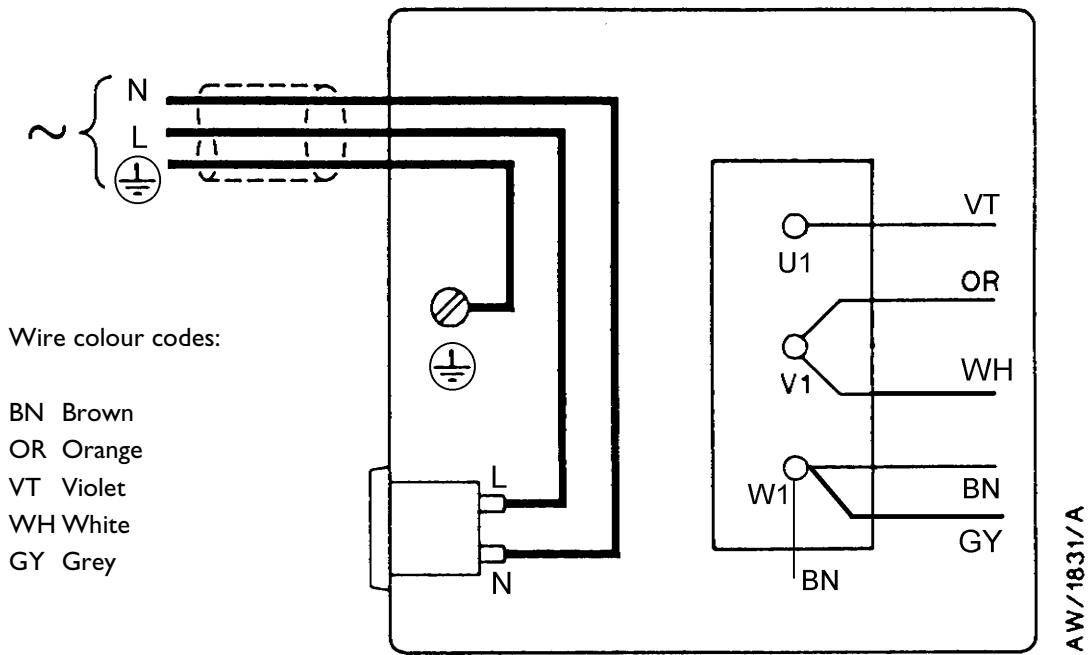 N
~
L
VT
U1
OR
Wire colour codes:
V1
WH
BN Brown
OR Orange
VT Violet
WH White
GY Grey
L
W1
BN
GY
N
BN
AW/1831/A